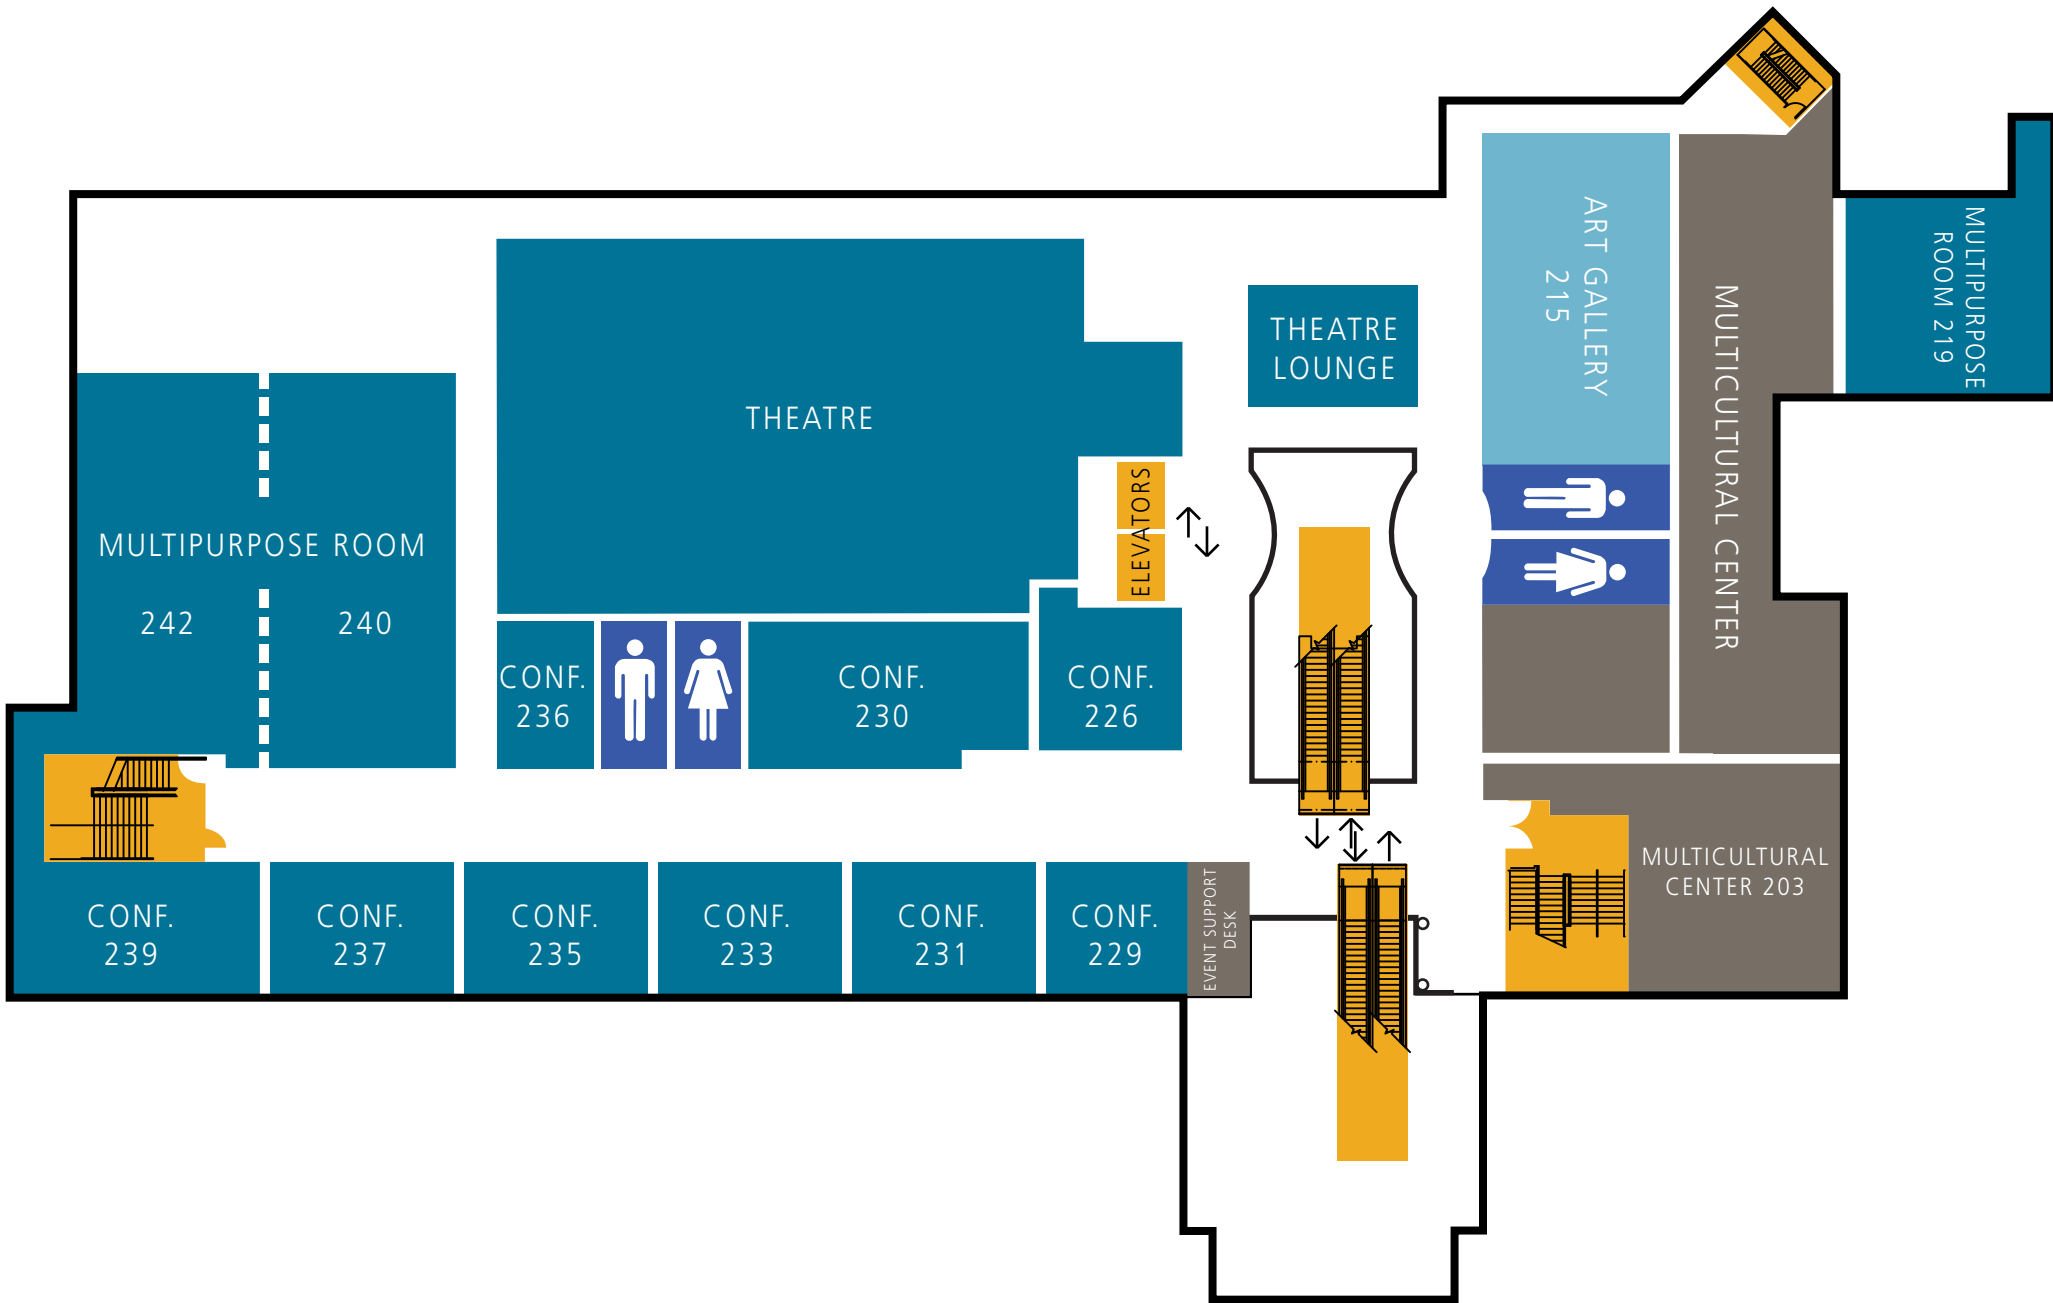 ART GALLERY
215
MULTIPURPOSE
ROOM 219
MULTICULTURAL CENTER
THEATRE
LOUNGE
THEATRE
ELEVATORS
MULTIPURPOSE ROOM
242
240
CONF.
236
CONF.
230
CONF.
226
MULTICULTURAL
CENTER 203
CONF.
239
CONF.
237
CONF.
235
CONF.
233
CONF.
231
CONF.
229
EVENT SUPPORT
DESK